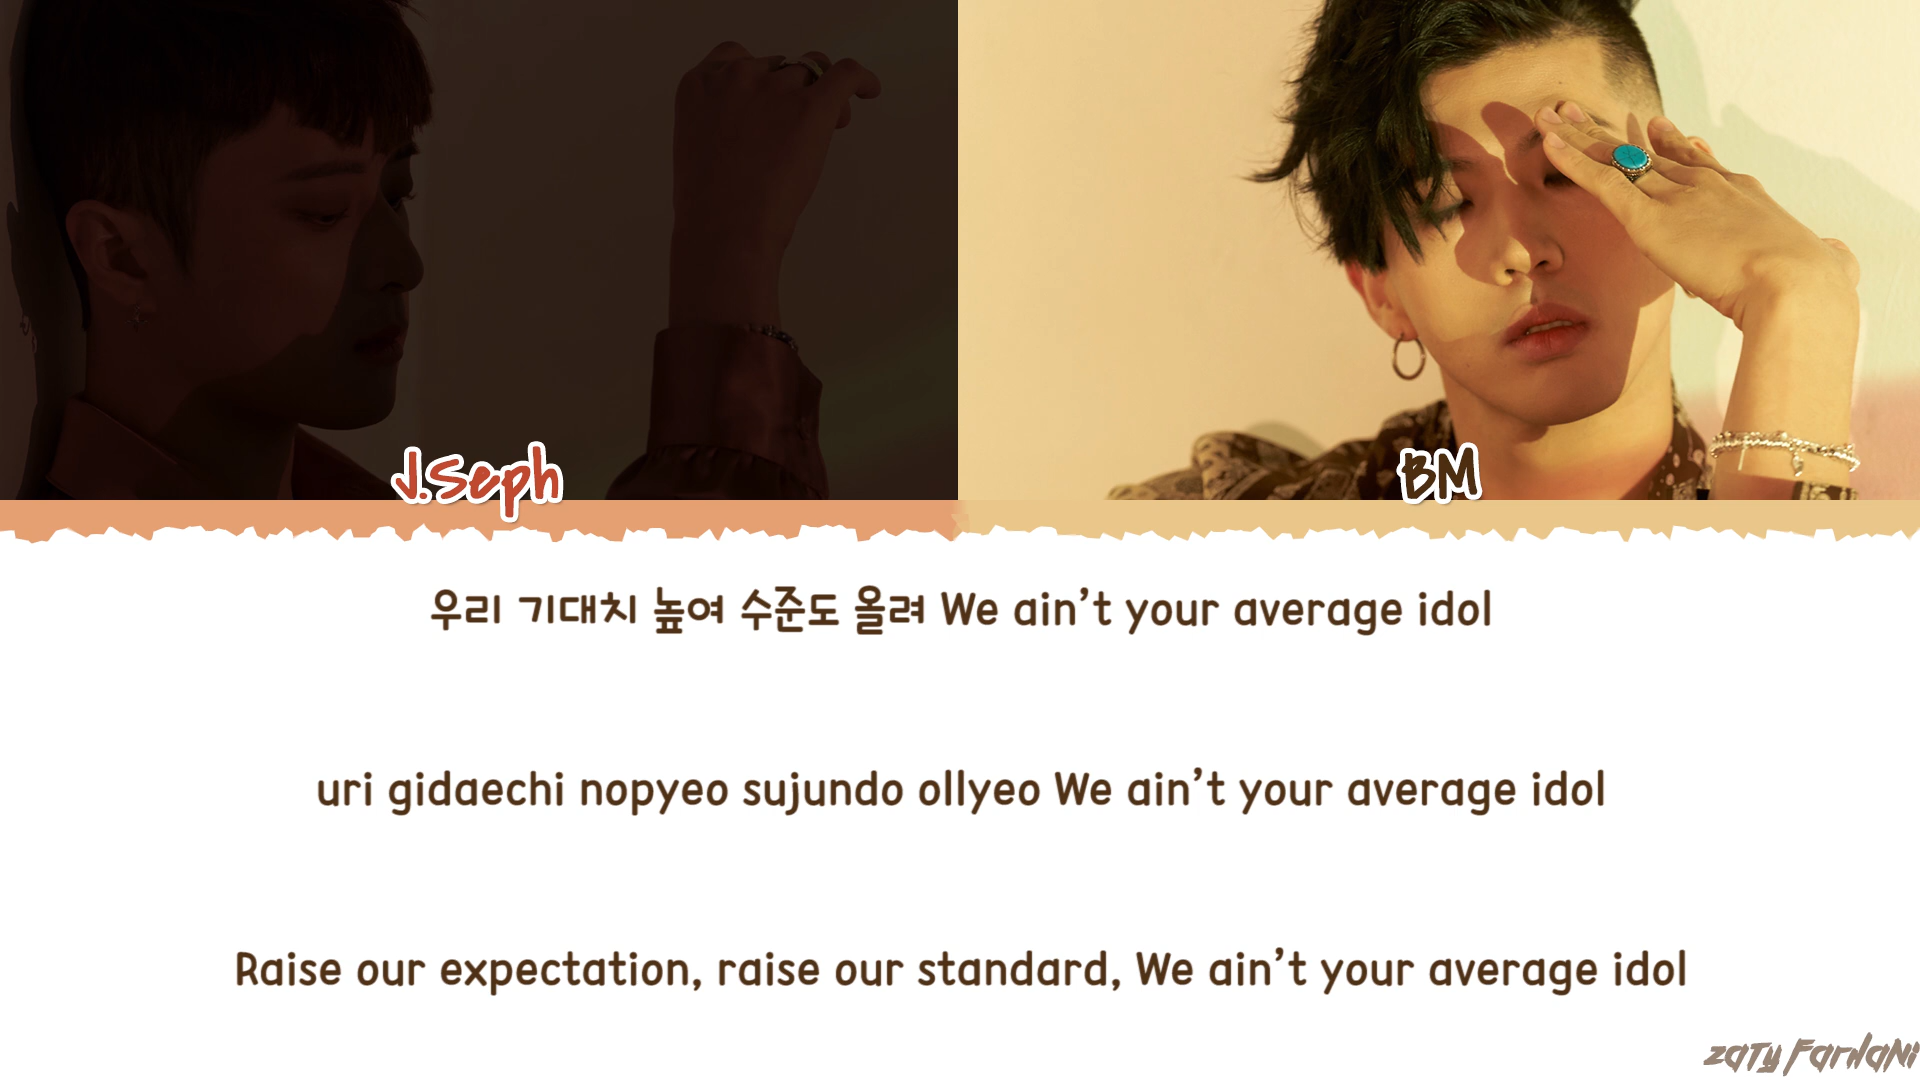 J.Seph
BM
우리 기대치 높여 수준도 올려 We ain’t your average idol
uri gidaechi nopyeo sujundo ollyeo We ain’t your average idol
Raise our expectation, raise our standard, We ain’t your average idol
ZATY FARHANI